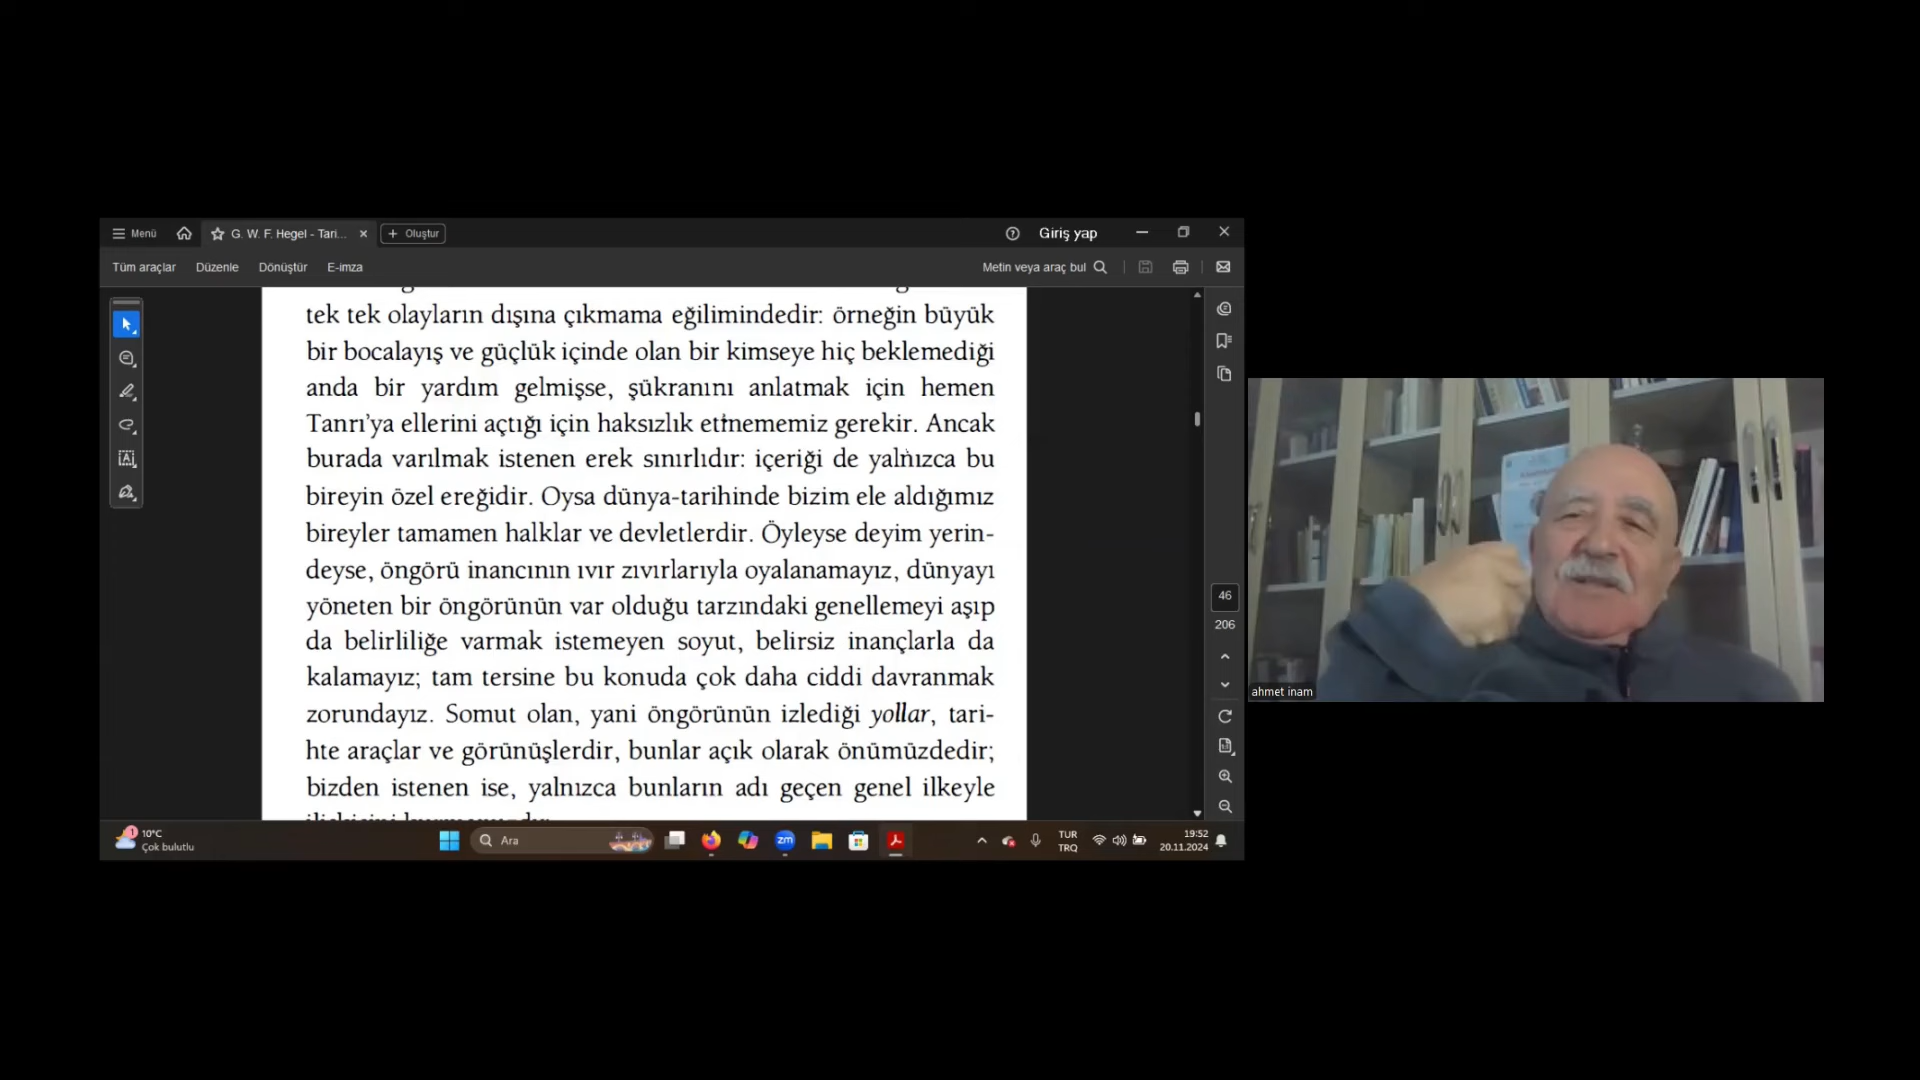 Menü
G. W. F. Hegel - Tari...
Oluştur
Giriş yap
Tüm araçlar
Düzenle
Dönüştür
E-imza
Metin veya araç bul
tek tek olayların dışına çıkmama eğilimindedir: örneğin büyük
bir bocalayış ve güçlük içinde olan bir kimseye hiç beklemediği
anda bir yardım gelmişse, şükranını anlatmak için hemen
Tanrı'ya ellerini açtığı için haksızlık etmememiz gerekir. Ancak
burada varılmak istenen erek sınırlıdır: içeriği de yalnızca bu
bireyin özel ereğidir. Oysa dünya-tarihinde bizim ele aldığımız
bireyler tamamen halklar ve devletlerdir. Öyleyse deyim yerin-
deyse, öngörü inancının ıvır zıvırlarıyla oyalanamayız, dünyayı
yöneten bir öngörünün var olduğu tarzındaki genellemeyi aşıp
da belirliliğe varmak istemeyen soyut, belirsiz inançlarla da
kalamayız; tam tersine bu konuda çok daha ciddi davranmak
zorundayız. Somut olan, yani öngörünün izlediği yollar, tari-
hte araçlar ve görünüşlerdir, bunlar açık olarak önümüzdedir;
bizden istenen ise, yalnızca bunların adı geçen genel ilkeyle
46
206
ahmet inam
1
10°C
Çok bulutlu
Ara
zm
TUR
TRQ
19:52
20.11.2024